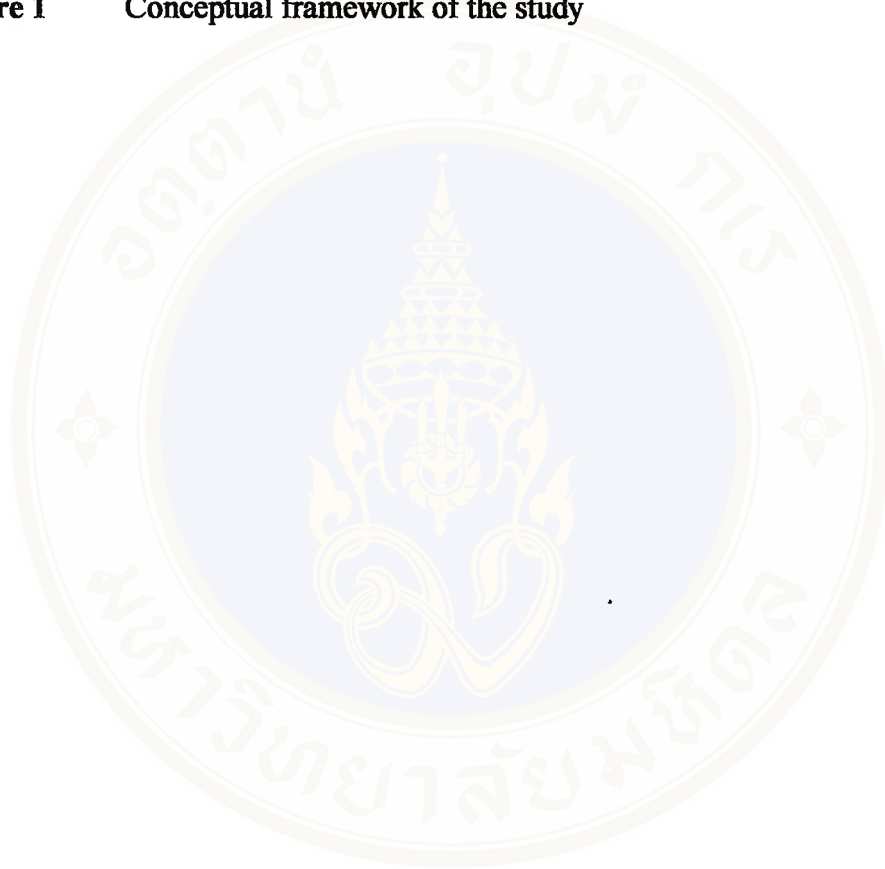 re 1 Conceptual framework of the study
อตฺตานํ อุปมํ กเร
มหาวิทยาลัยมหิดล